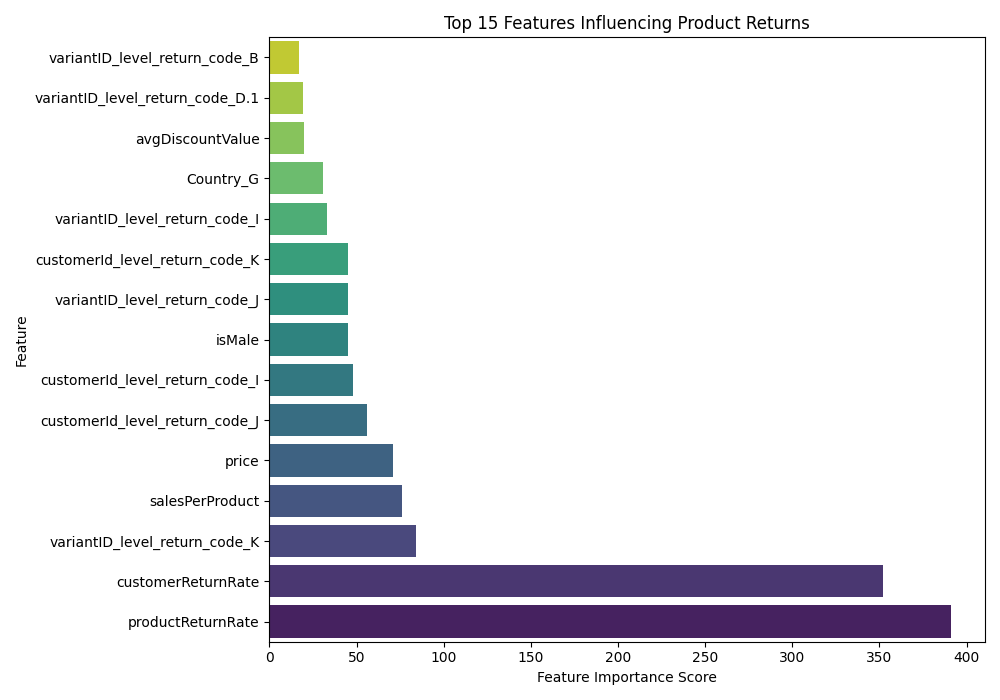 Top 15 Features Influencing Product Returns
variantID_level_return_code_B
variantID_level_return_code_D.1
avgDiscountValue
Country_G
variantID_level_return_code_I
customerId_level_return_code_K
variantID_level_return_code_J
isMale
customerId_level_return_code_I
customerId_level_return_code_J
price
salesPerProduct
variantID_level_return_code_K
customerReturnRate
productReturnRate
Feature
0 50 100 150 200 250 300 350 400
Feature Importance Score